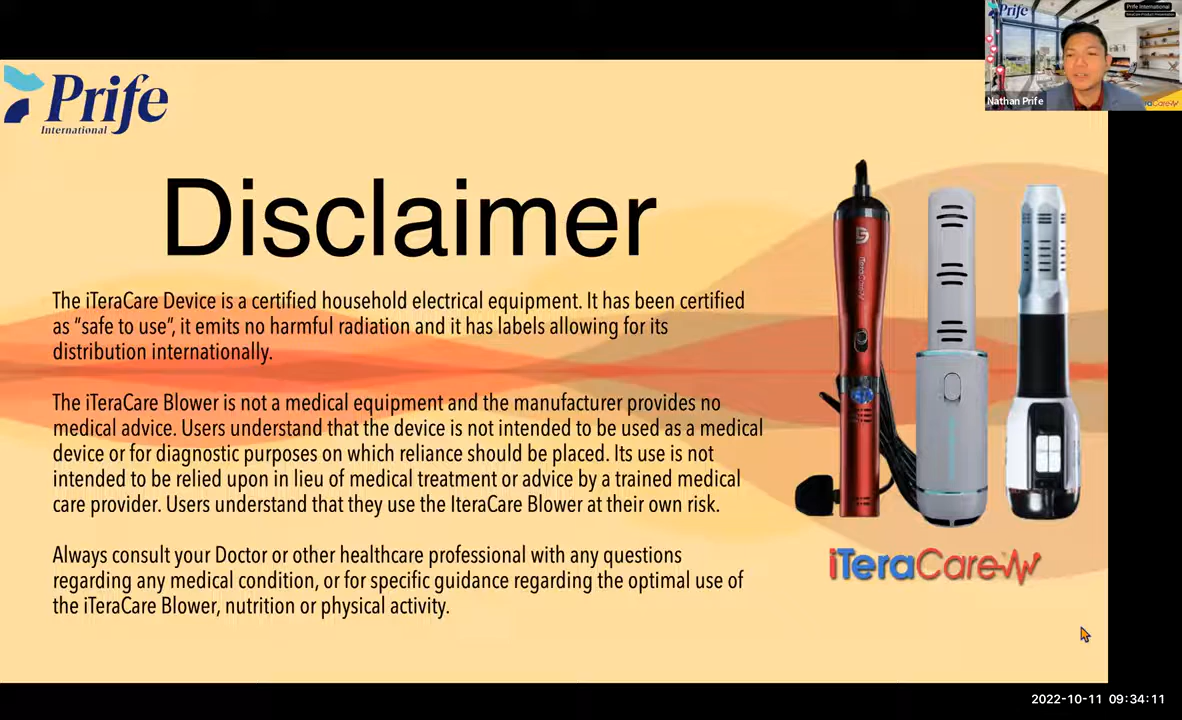 Prife
International
Disclaimer
The iTeraCare Device is a certified household electrical equipment. It has been certified
as “safe to use”, it emits no harmful radiation and it has labels allowing for its
distribution internationally.
The iTeraCare Blower is not a medical equipment and the manufacturer provides no
medical advice. Users understand that the device is not intended to be used as a medical
device or for diagnostic purposes on which reliance should be placed. Its use is not
intended to be relied upon in lieu of medical treatment or advice by a trained medical
care provider. Users understand that they use the IteraCare Blower at their own risk.
Always consult your Doctor or other healthcare professional with any questions
regarding any medical condition, or for specific guidance regarding the optimal use of
the iTeraCare Blower, nutrition or physical activity.
iTeraCare
Prife
Prife International
Nathan Prife
2022-10-11 09:34:11